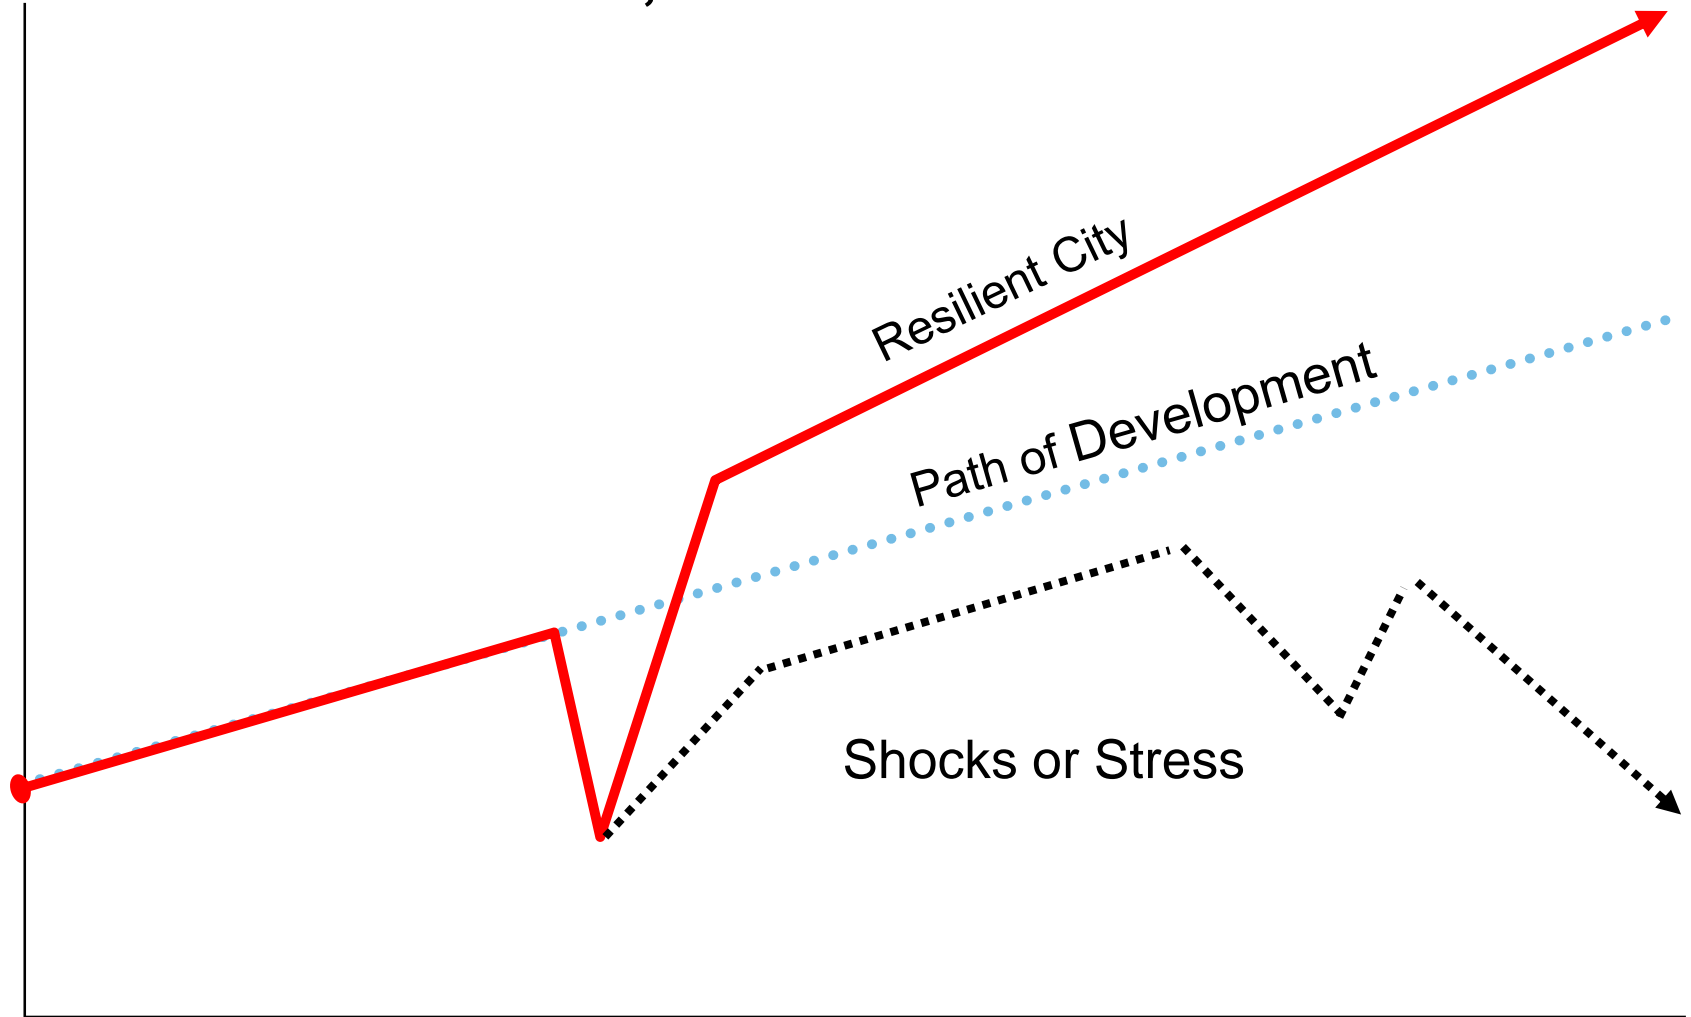 Resilient City
Path of Development
Shocks or Stress